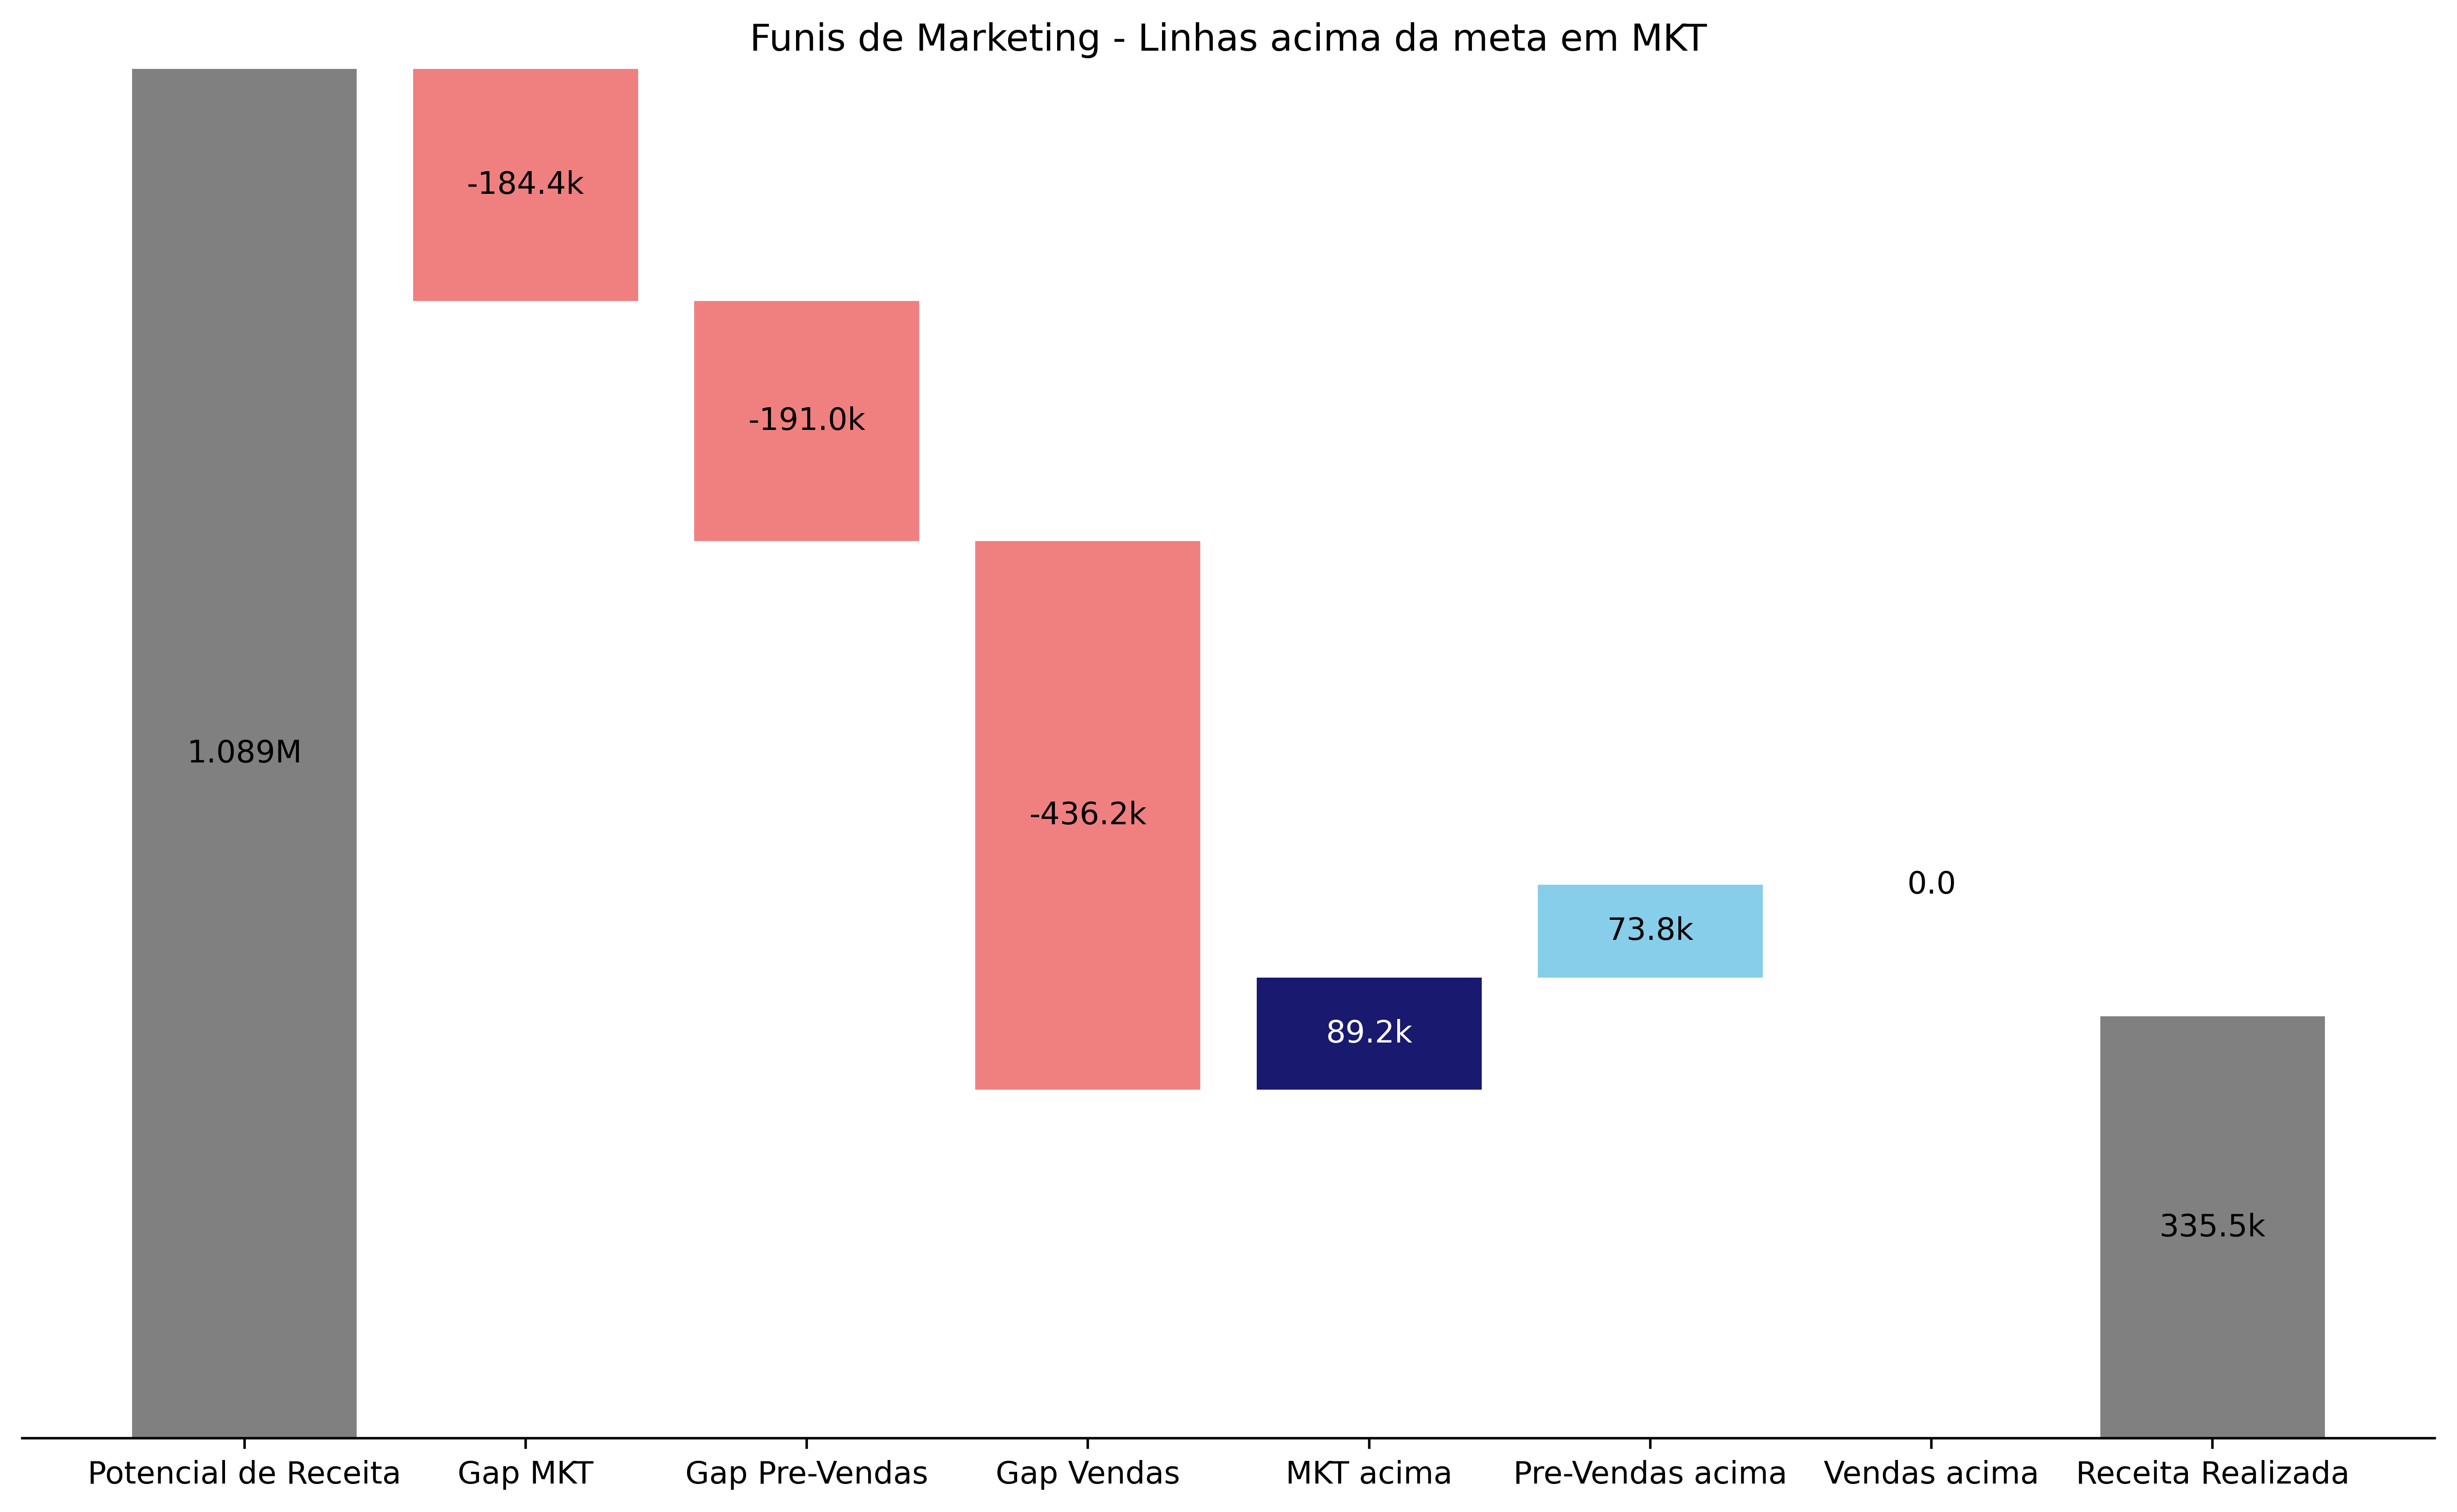 Funis de Marketing - Linhas acima da meta em MKT
-184.4k
-191.0k
1.089M
-436.2k
0.0
73.8k
89.2k
335.5k
Potencial de Receita
Gap MKT
Gap Pre-Vendas
Gap Vendas
MKT acima
Pre-Vendas acima
Vendas acima
Receita Realizada